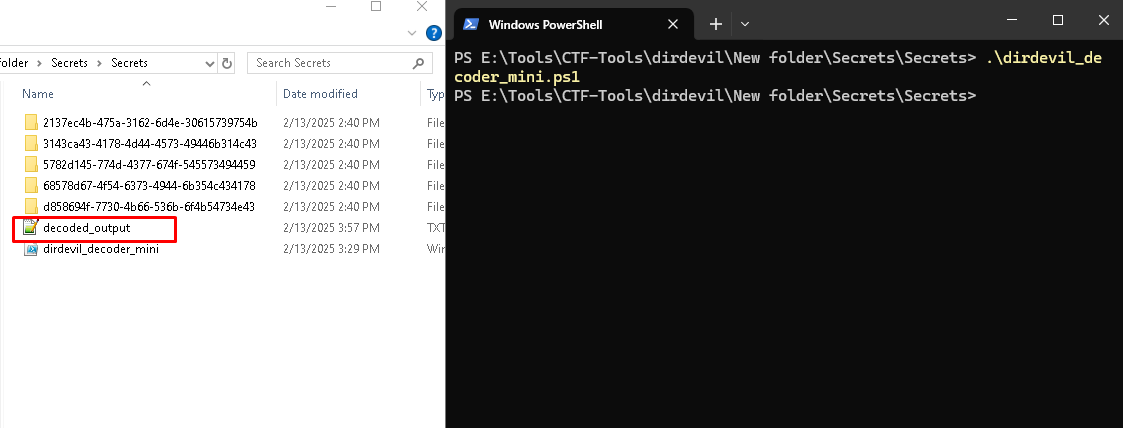 folder > Secrets > Secrets
Search Secrets
Name Date modified Typ
2137ec4b-475a-3162-6d4e-30615739754b 2/13/2025 2:40 PM File
3143ca43-4178-4d44-4573-49446b314c43 2/13/2025 2:40 PM File
5782d145-774d-4377-674f-545573494459 2/13/2025 2:40 PM File
68578d67-4f54-6373-4944-6b354c434178 2/13/2025 2:40 PM File
d858694f-7730-4b66-536b-6f4b54734e43 2/13/2025 2:40 PM File
decoded_output 2/13/2025 3:57 PM TXT
dirdevil_decoder_mini 2/13/2025 3:29 PM Win
Windows PowerShell
PS E:\Tools\CTF-Tools\dirdevil\New folder\Secrets\Secrets> .\dirdevil_de
coder_mini.ps1
PS E:\Tools\CTF-Tools\dirdevil\New folder\Secrets\Secrets>